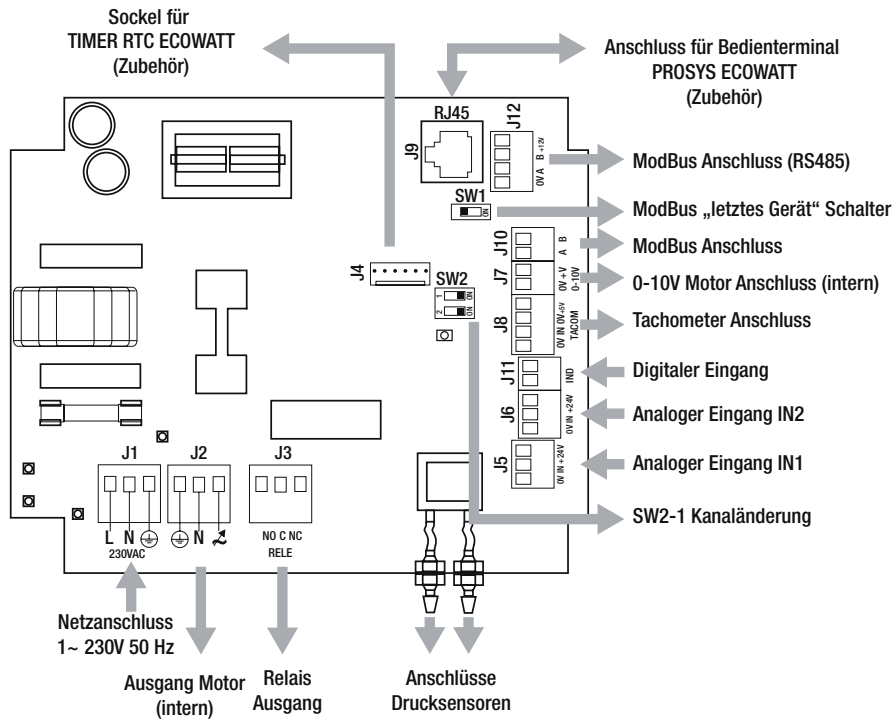 Sockel für
TIMER RTC ECOWATT
(Zubehör)
Anschluss für Bedienterminal
PROSYS ECOWATT
(Zubehör)
RJ45
J9
J12
0V A B +12V
ModBus Anschluss (RS485)
SW1
ON
ModBus „letztes Gerät“ Schalter
J10
A B
ModBus Anschluss
J4
SW2
1 ON
2 ON
J7
0V +V
0-10V
0-10V Motor Anschluss (intern)
J8
0V IN 0V+5V
TACOM
Tachometer Anschluss
J11
IND
Digitaler Eingang
J6
0V IN +24V
Analoger Eingang IN2
J5
0V IN +24V
Analoger Eingang IN1
SW2-1 Kanaländerung
J1
J2
J3
L N
230VAC
N
NO C NC
RELE
Netzanschluss
1~ 230V 50 Hz
Ausgang Motor
(intern)
Relais
Ausgang
Anschlüsse
Drucksensoren